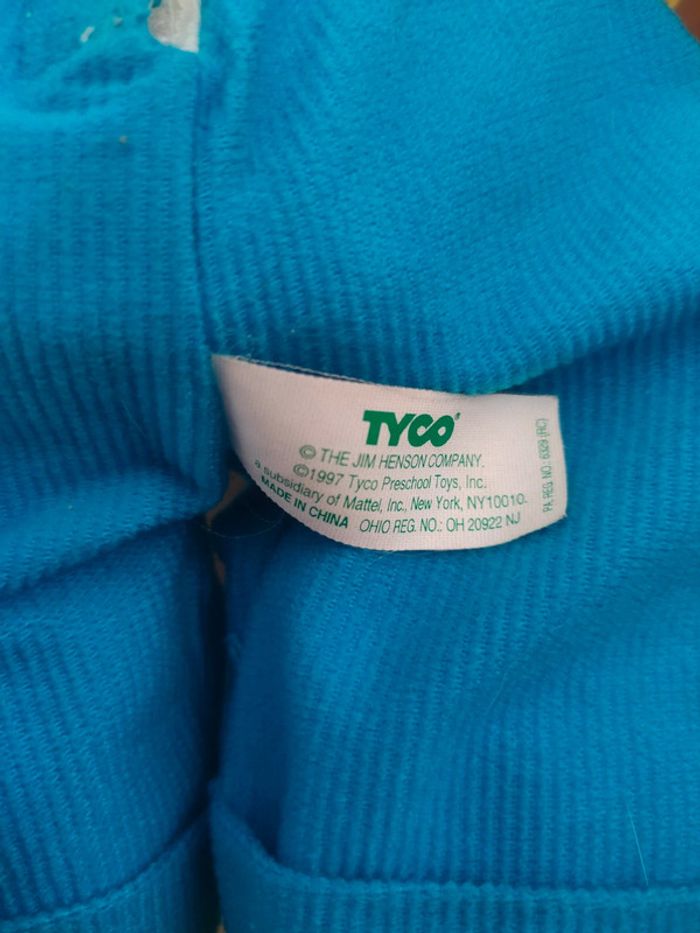 TYCO®
© THE JIM HENSON COMPANY.
©1997 Tyco Preschool Toys, Inc.
a subsidiary of Mattel, Inc., New York, NY10010.
MADE IN CHINA OHIO REG. NO.: OH 20922 NJ
PA. REG. NO.: 6329 (RC)